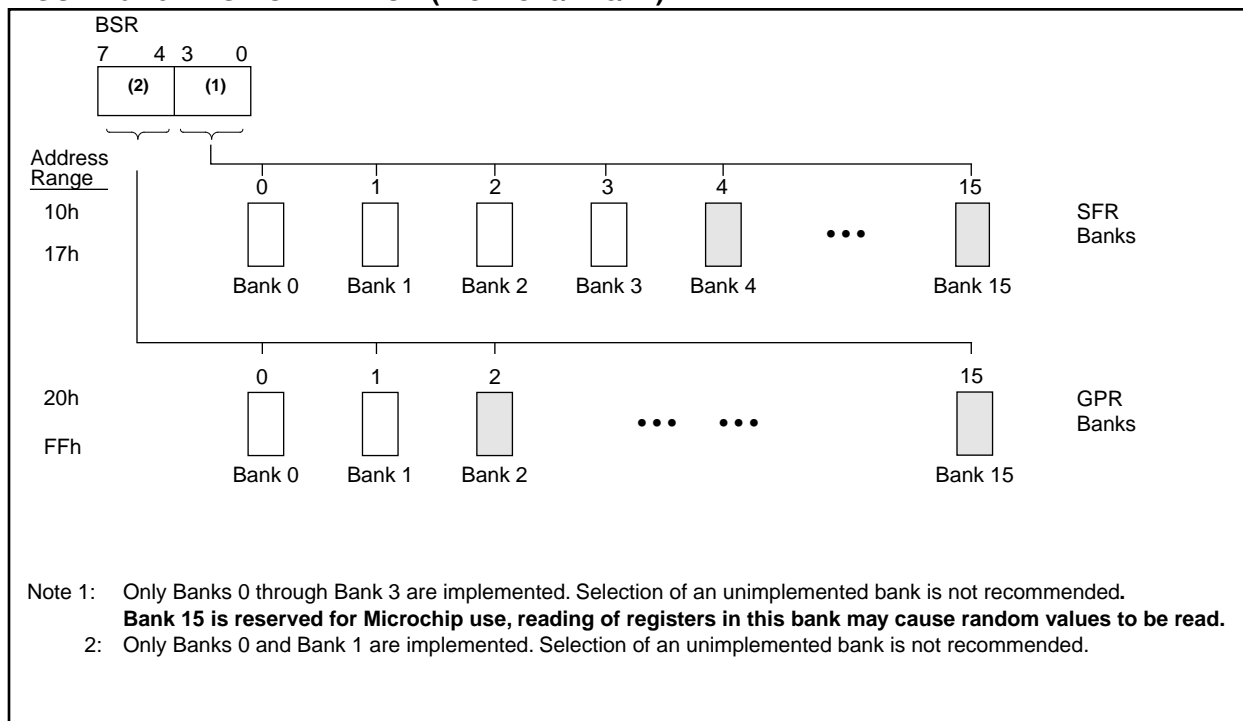 BSR
7 4 3 0
(2) (1)
Address
Range
0 1 2 3 4 15
10h
17h
SFR
Banks
Bank 0 Bank 1 Bank 2 Bank 3 Bank 4 Bank 15
0 1 2 15
20h
FFh
GPR
Banks
Bank 0 Bank 1 Bank 2 Bank 15
Note 1: Only Banks 0 through Bank 3 are implemented. Selection of an unimplemented bank is not recommended.
Bank 15 is reserved for Microchip use, reading of registers in this bank may cause random values to be read.
2: Only Banks 0 and Bank 1 are implemented. Selection of an unimplemented bank is not recommended.